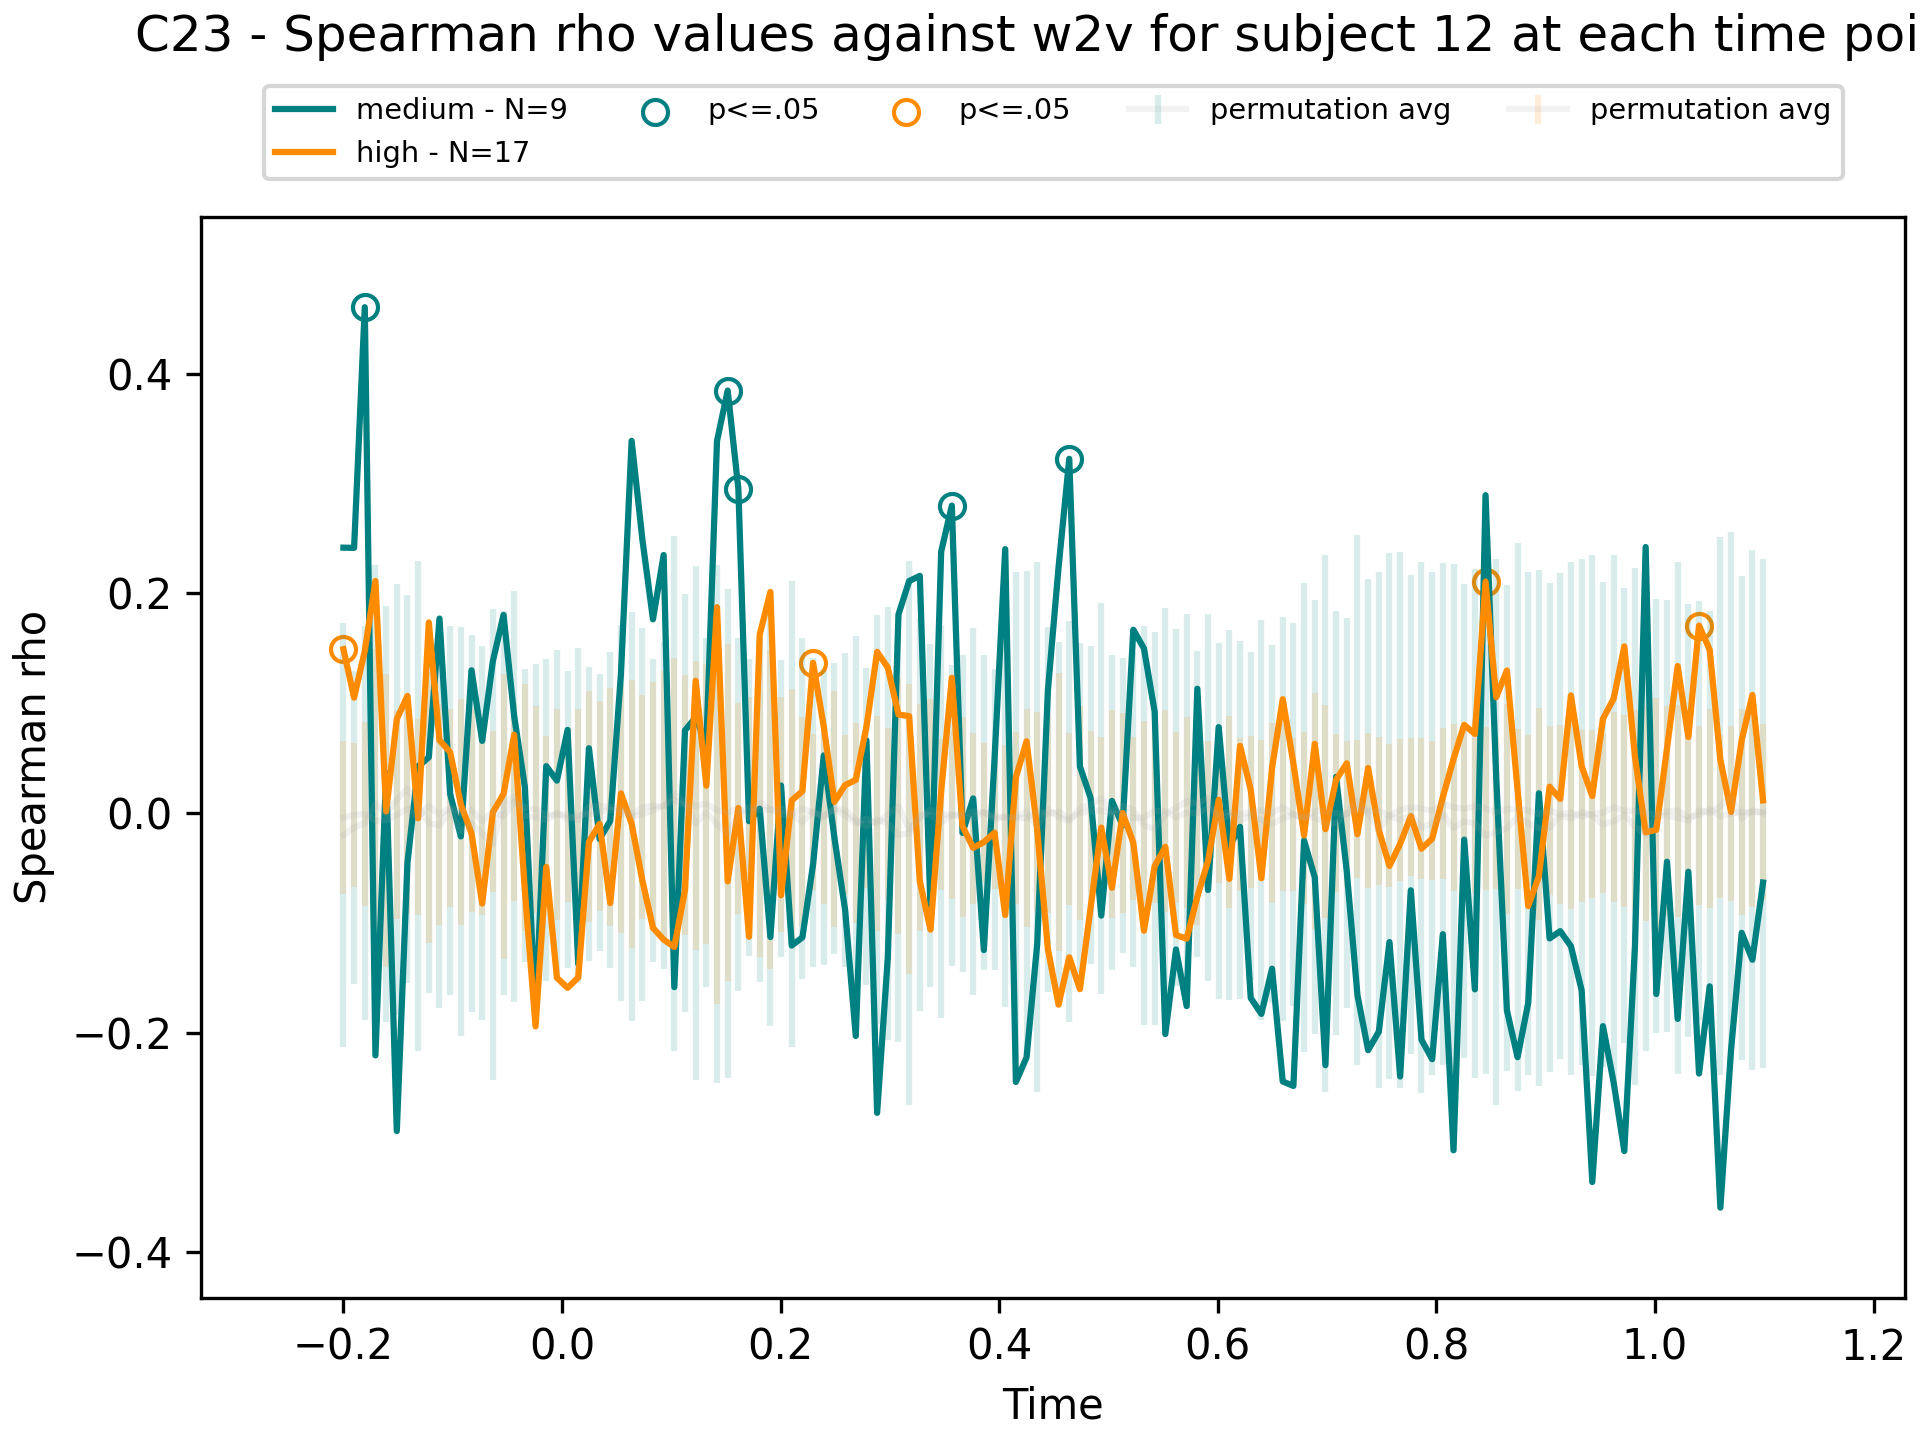 C23 - Spearman rho values against w2v for subject 12 at each time poi
medium - N=9
high - N=17
p<=.05
p<=.05
permutation avg
permutation avg
Spearman rho
0.4
0.2
0.0
−0.2
−0.4
−0.2 0.0 0.2 0.4 0.6 0.8 1.0 1.2
Time